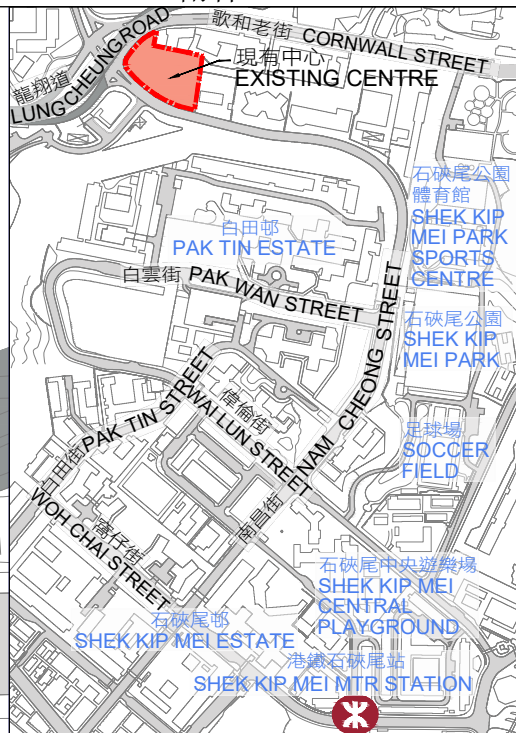 歌和老街 CORNWALL STREET
現有中心
EXISTING CENTRE
龍翔道
LUNG CHEUNG ROAD
石硤尾公園
體育館
SHEK KIP
MEI PARK
SPORTS
CENTRE
白田邨
PAK TIN ESTATE
白雲街 PAK WAN STREET
石硤尾公園
SHEK KIP
MEI PARK
南昌街 NAM CHEONG STREET
白田街 PAK TIN STREET
偉倫街
WAI LUN STREET
足球場
SOCCER
FIELD
窩仔街
WOH CHAI STREET
石硤尾中央遊樂場
SHEK KIP MEI
CENTRAL
PLAYGROUND
石硤尾邨
SHEK KIP MEI ESTATE
港鐵石硤尾站
SHEK KIP MEI MTR STATION